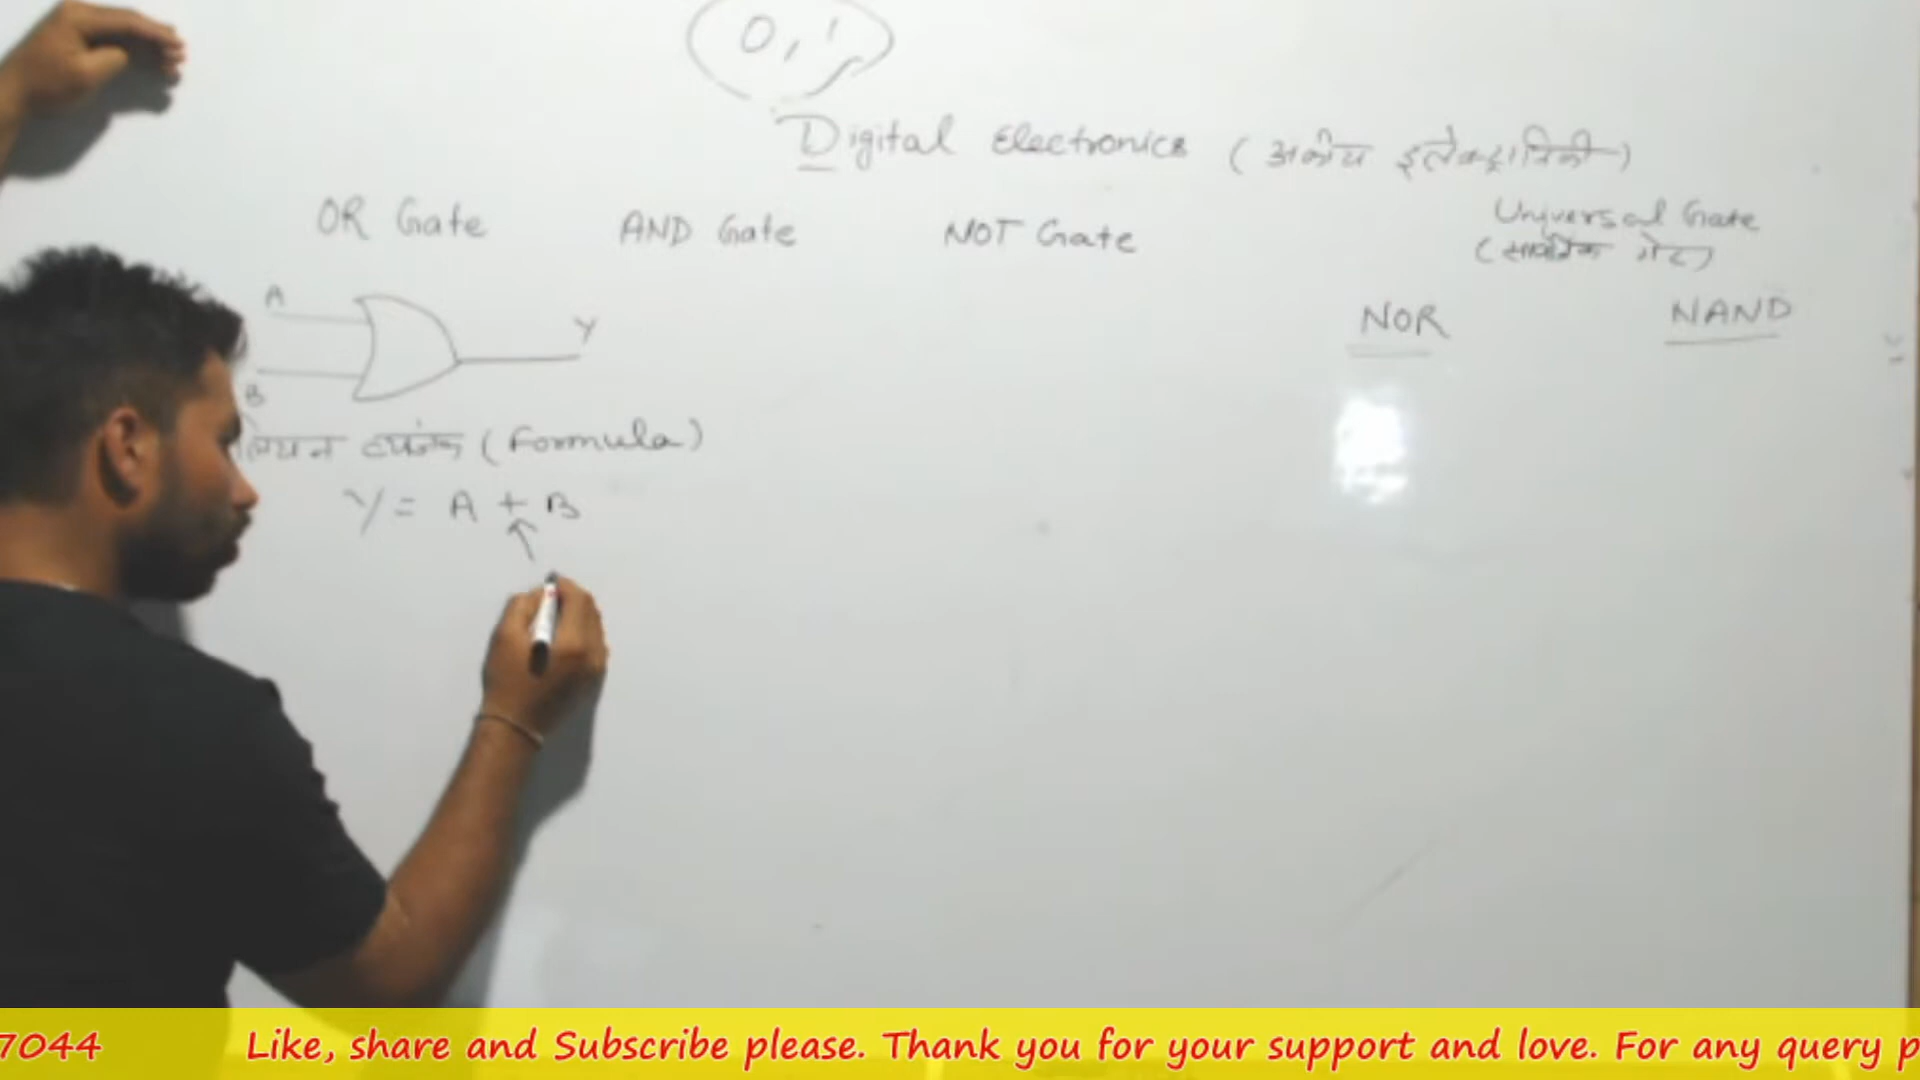 0, 1
Digital Electronics (अंकीय इलेक्ट्रानिकी)
OR Gate AND Gate NOT Gate Universal Gate
(सार्वत्रिक गेट)
NOR NAND
A
Y
B
व्यंजक (Formula)
Y = A + B
7044 Like, share and Subscribe please. Thank you for your support and love. For any query p